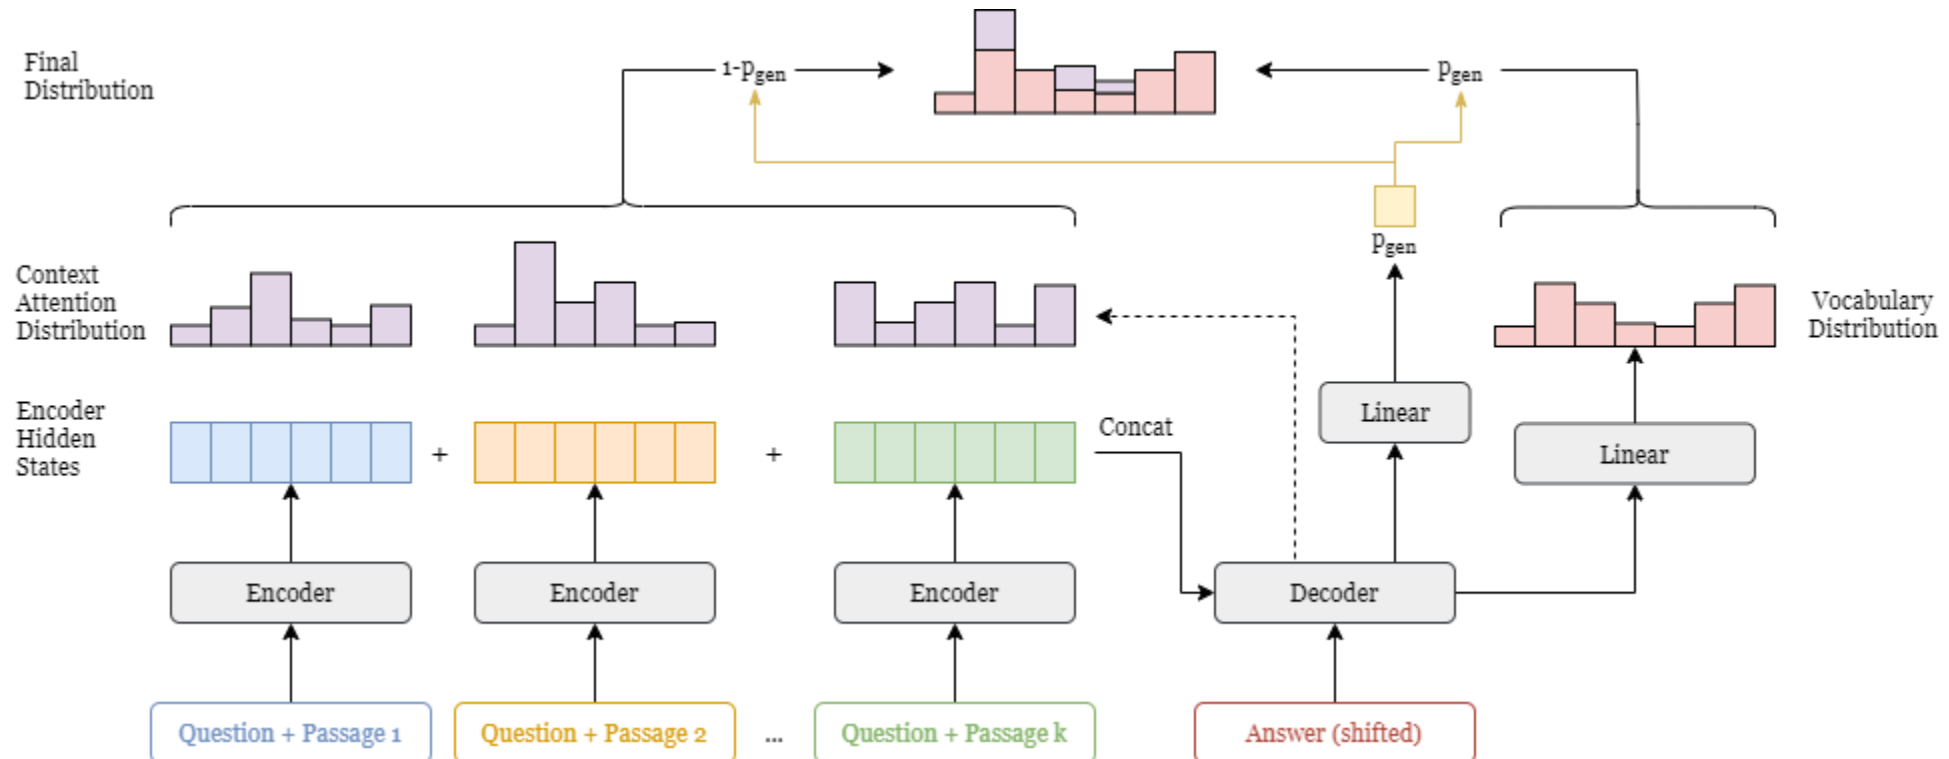 Final
Distribution
1-pgen
pgen
pgen
Context
Attention
Distribution
Vocabulary
Distribution
Encoder
Hidden
States
+
+
Concat
Linear
Linear
Encoder
Encoder
Encoder
Decoder
Question + Passage 1
Question + Passage 2
...
Question + Passage k
Answer (shifted)